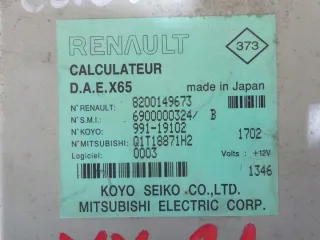 RENAULT
373
CALCULATEUR
D.A.E.X65 made in Japan
N° RENAULT: 8200149673
N° S.M.I.: 6900000324/ B
N° KOYO: 991-19102 1702
N° MITSUBISHI: Q1T18871H2
Logiciel: 0003 Volts: +12V
1346
KOYO SEIKO CO.,LTD.
MITSUBISHI ELECTRIC CORP.